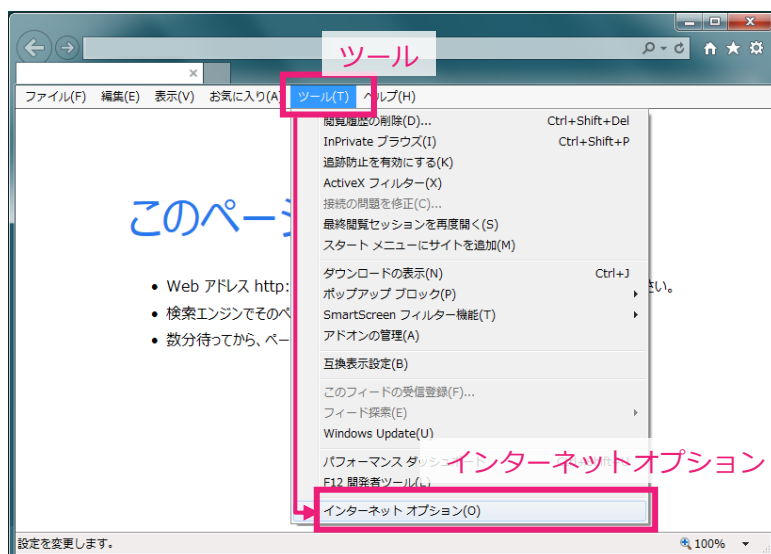 ツール
ファイル(F) 編集(E) 表示(V) お気に入り(A) ツール(T) ヘルプ(H)
閲覧履歴の削除(D)... Ctrl+Shift+Del
InPrivate ブラウズ(I) Ctrl+Shift+P
追跡防止を有効にする(K)
ActiveX フィルター(X)
接続の問題を修正(C)...
最終閲覧セッションを再度開く(S)
スタート メニューにサイトを追加(M)
このペー
ダウンロードの表示(N) Ctrl+J
• Web アドレス http: さい。
ポップアップ ブロック(P)
• 検索エンジンでそのペ
SmartScreen フィルター機能(T)
• 数分待ってから、ペー
アドオンの管理(A)
互換表示設定(B)
このフィードの受信登録(F)...
フィード探索(E)
Windows Update(U)
パフォーマンス
インターネットオプション
F12 開発者ツール(L)
インターネット オプション(O)
設定を変更します。 100%